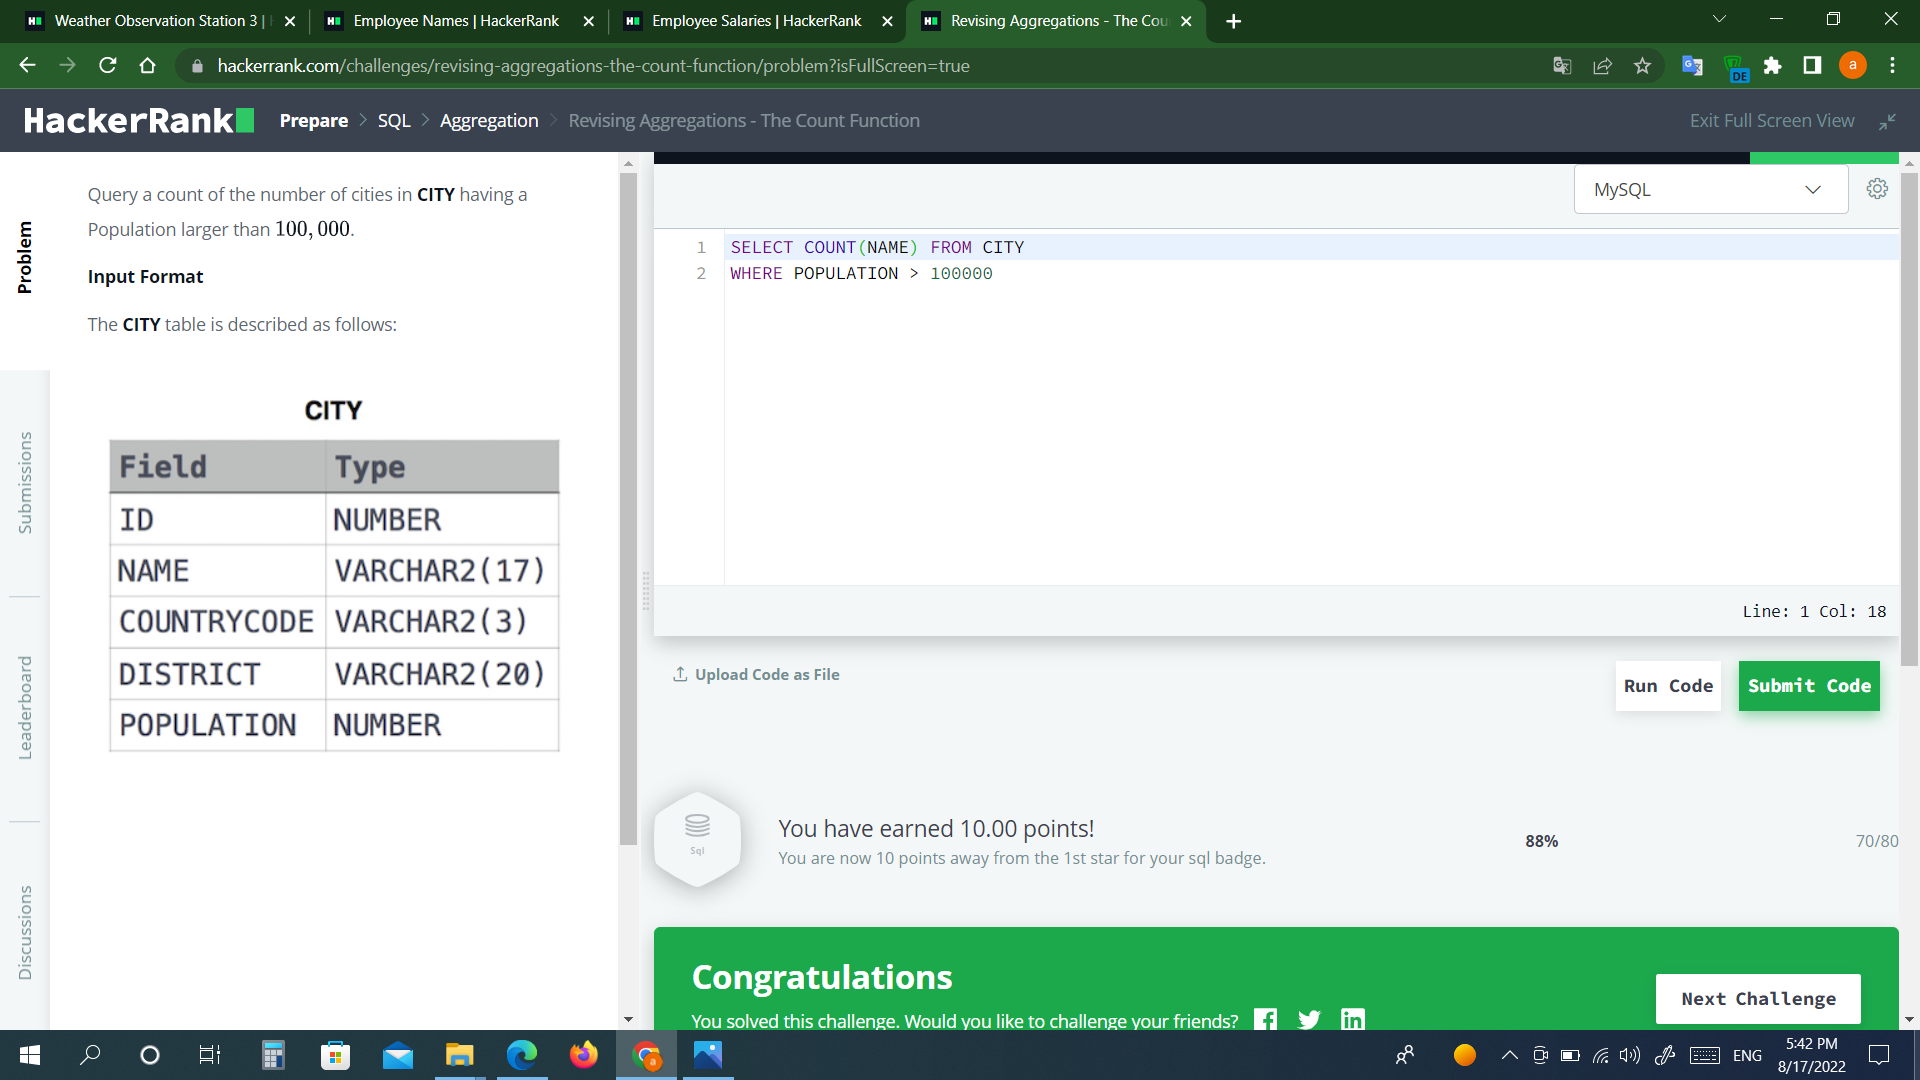 Weather Observation Station 3 |
Employee Names | HackerRank
Employee Salaries | HackerRank
Revising Aggregations - The Cou
hackerrank.com/challenges/revising-aggregations-the-count-function/problem?isFullScreen=true
DE
a
HackerRank
Prepare > SQL > Aggregation > Revising Aggregations - The Count Function
Exit Full Screen View
Problem
Submissions
Leaderboard
Discussions
Query a count of the number of cities in CITY having a
Population larger than 100,000.
Input Format
The CITY table is described as follows:
CITY
Field Type
ID NUMBER
NAME VARCHAR2(17)
COUNTRYCODE VARCHAR2(3)
DISTRICT VARCHAR2(20)
POPULATION NUMBER
MySQL
1 SELECT COUNT(NAME) FROM CITY
2 WHERE POPULATION > 100000
Line: 1 Col: 18
Upload Code as File
Run Code
Submit Code
Sql
You have earned 10.00 points!
You are now 10 points away from the 1st star for your sql badge.
88%
70/80
Congratulations
You solved this challenge. Would you like to challenge your friends?
Next Challenge
ENG
5:42 PM
8/17/2022